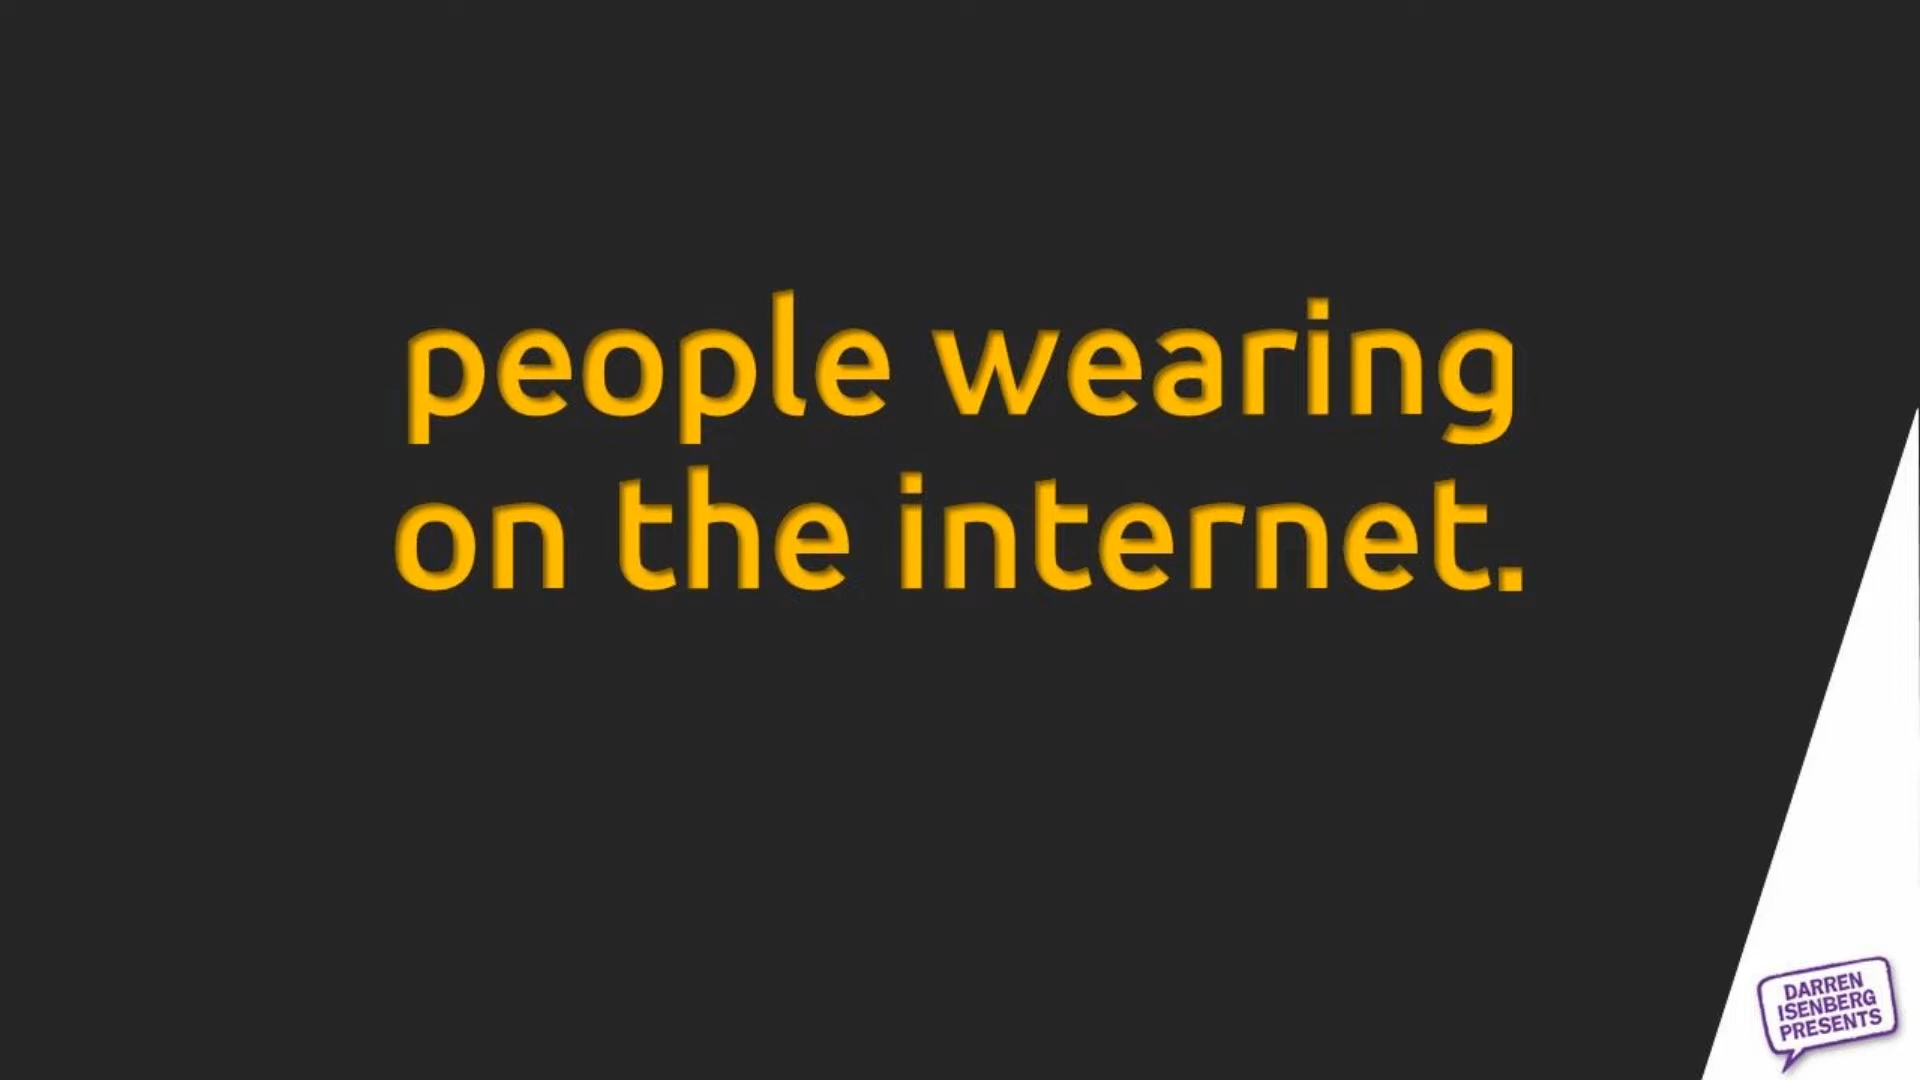 people wearing
on the internet.
DARREN
ISENBERG
PRESENTS